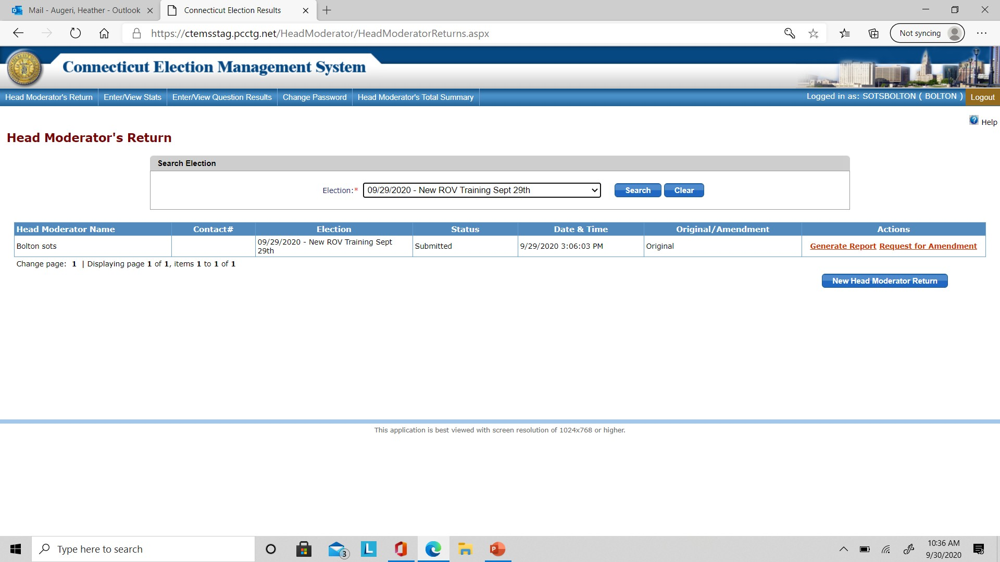 Mail - Augeri, Heather - Outlook
Connecticut Election Results
https://ctemsstag.pcctg.net/HeadModerator/HeadModeratorReturns.aspx
Not syncing
Connecticut Election Management System
Head Moderator's Return
Enter/View Stats
Enter/View Question Results
Change Password
Head Moderator's Total Summary
Logged in as: SOTSBOLTON ( BOLTON )
Logout
Help
Head Moderator's Return
Search Election
Election:* 09/29/2020 - New ROV Training Sept 29th
Search
Clear
Head Moderator Name Contact# Election Status Date & Time Original/Amendment Actions
Bolton sots 09/29/2020 - New ROV Training Sept 29th Submitted 9/29/2020 3:06:03 PM Original Generate Report Request for Amendment
Change page: 1 | Displaying page 1 of 1, items 1 to 1 of 1
New Head Moderator Return
This application is best viewed with screen resolution of 1024x768 or higher.
Type here to search
3
L
P
10:36 AM
9/30/2020